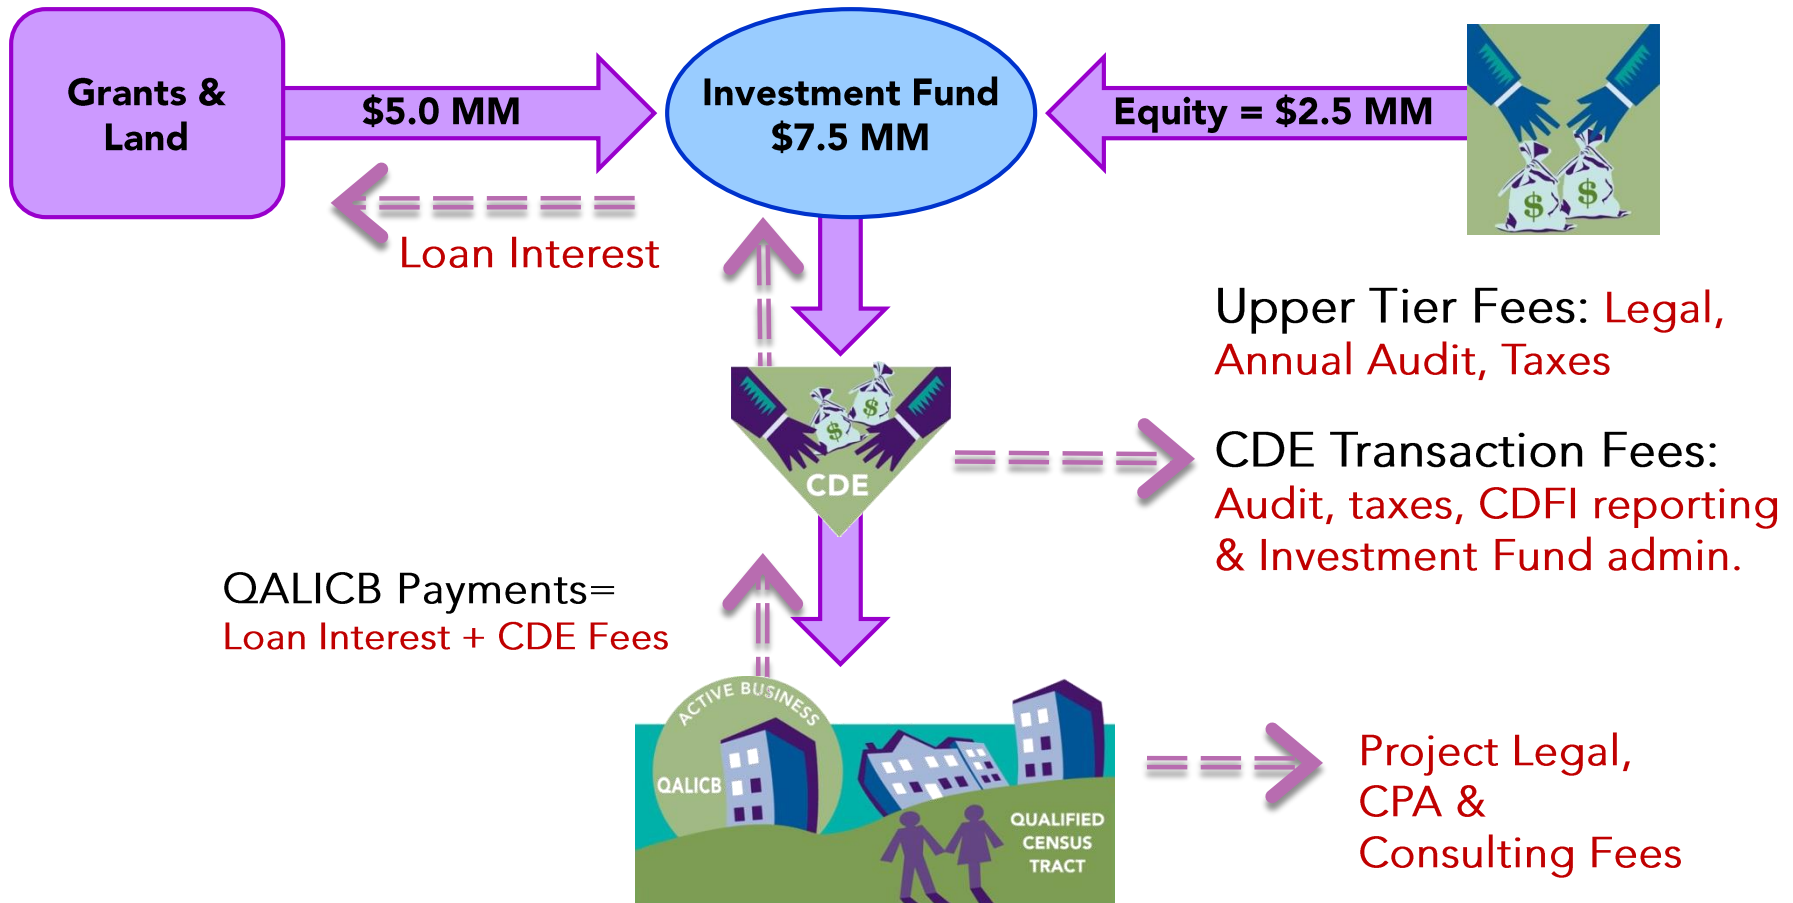 Grants &
Land
$5.0 MM
Investment Fund
$7.5 MM
Equity = $2.5 MM
$ $
Loan Interest
Upper Tier Fees: Legal,
Annual Audit, Taxes
$ $
CDE
CDE Transaction Fees:
Audit, taxes, CDFI reporting
& Investment Fund admin.
QALICB Payments=
Loan Interest + CDE Fees
ACTIVE BUSINESS
QALICB
QUALIFIED
CENSUS
TRACT
Project Legal,
CPA &
Consulting Fees